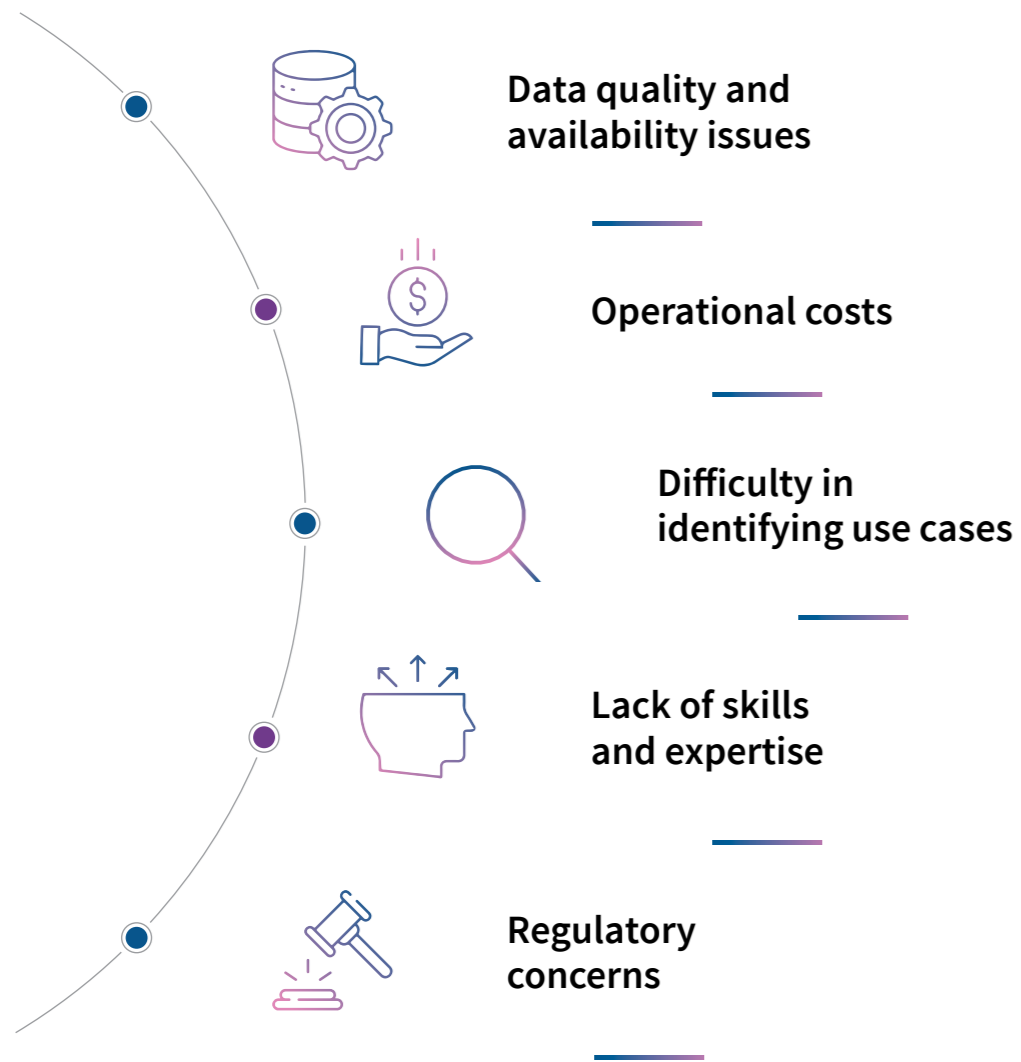 Data quality and
availability issues
$
Operational costs
Difficulty in
identifying use cases
Lack of skills
and expertise
Regulatory
concerns